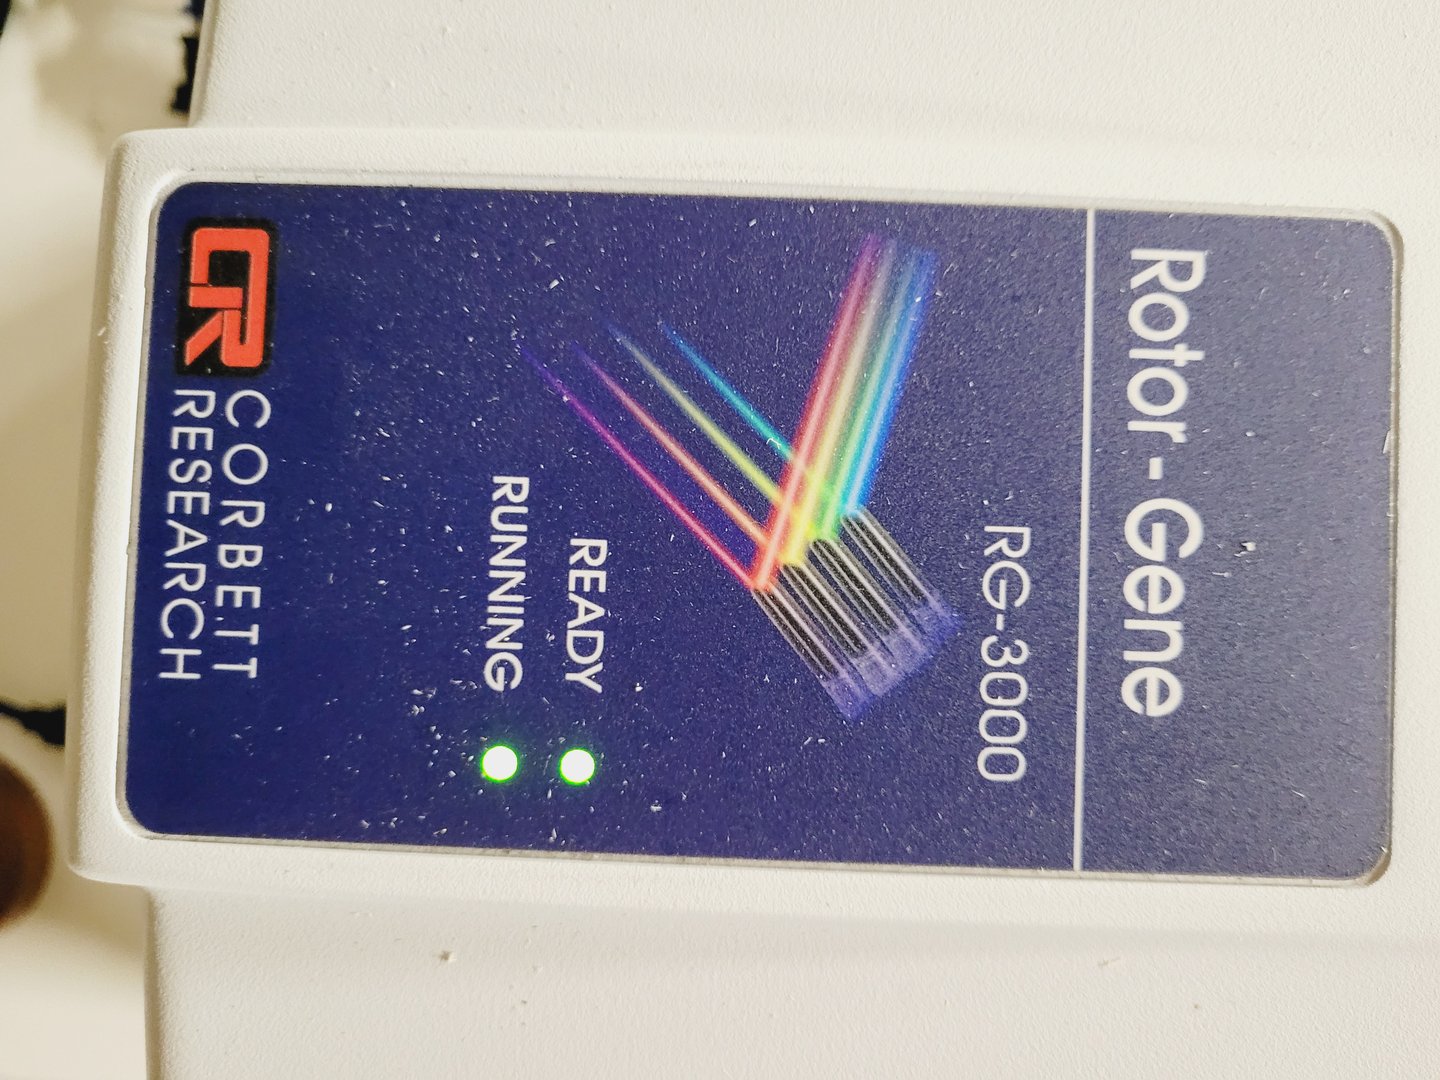 Rotor-Gene
RG-3000
READY
RUNNING
CR
CORBETT
RESEARCH